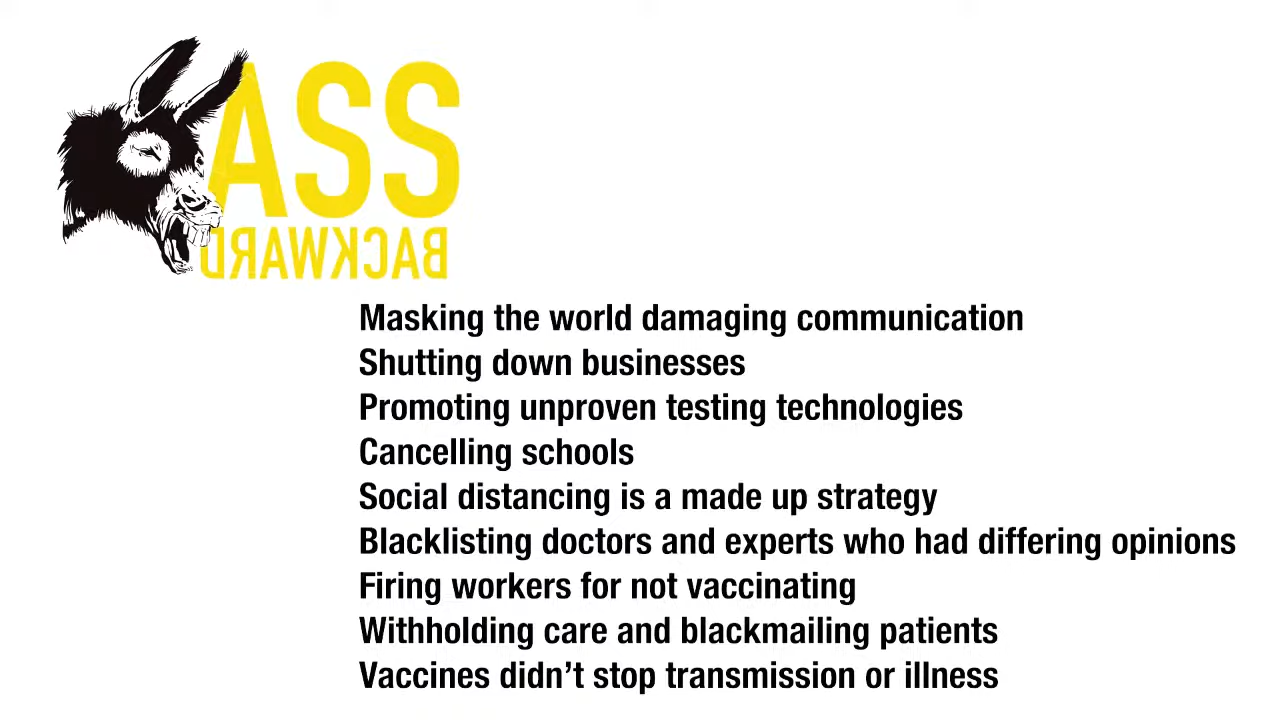 ASS
BACKWARD
Masking the world damaging communication
Shutting down businesses
Promoting unproven testing technologies
Cancelling schools
Social distancing is a made up strategy
Blacklisting doctors and experts who had differing opinions
Firing workers for not vaccinating
Withholding care and blackmailing patients
Vaccines didn’t stop transmission or illness